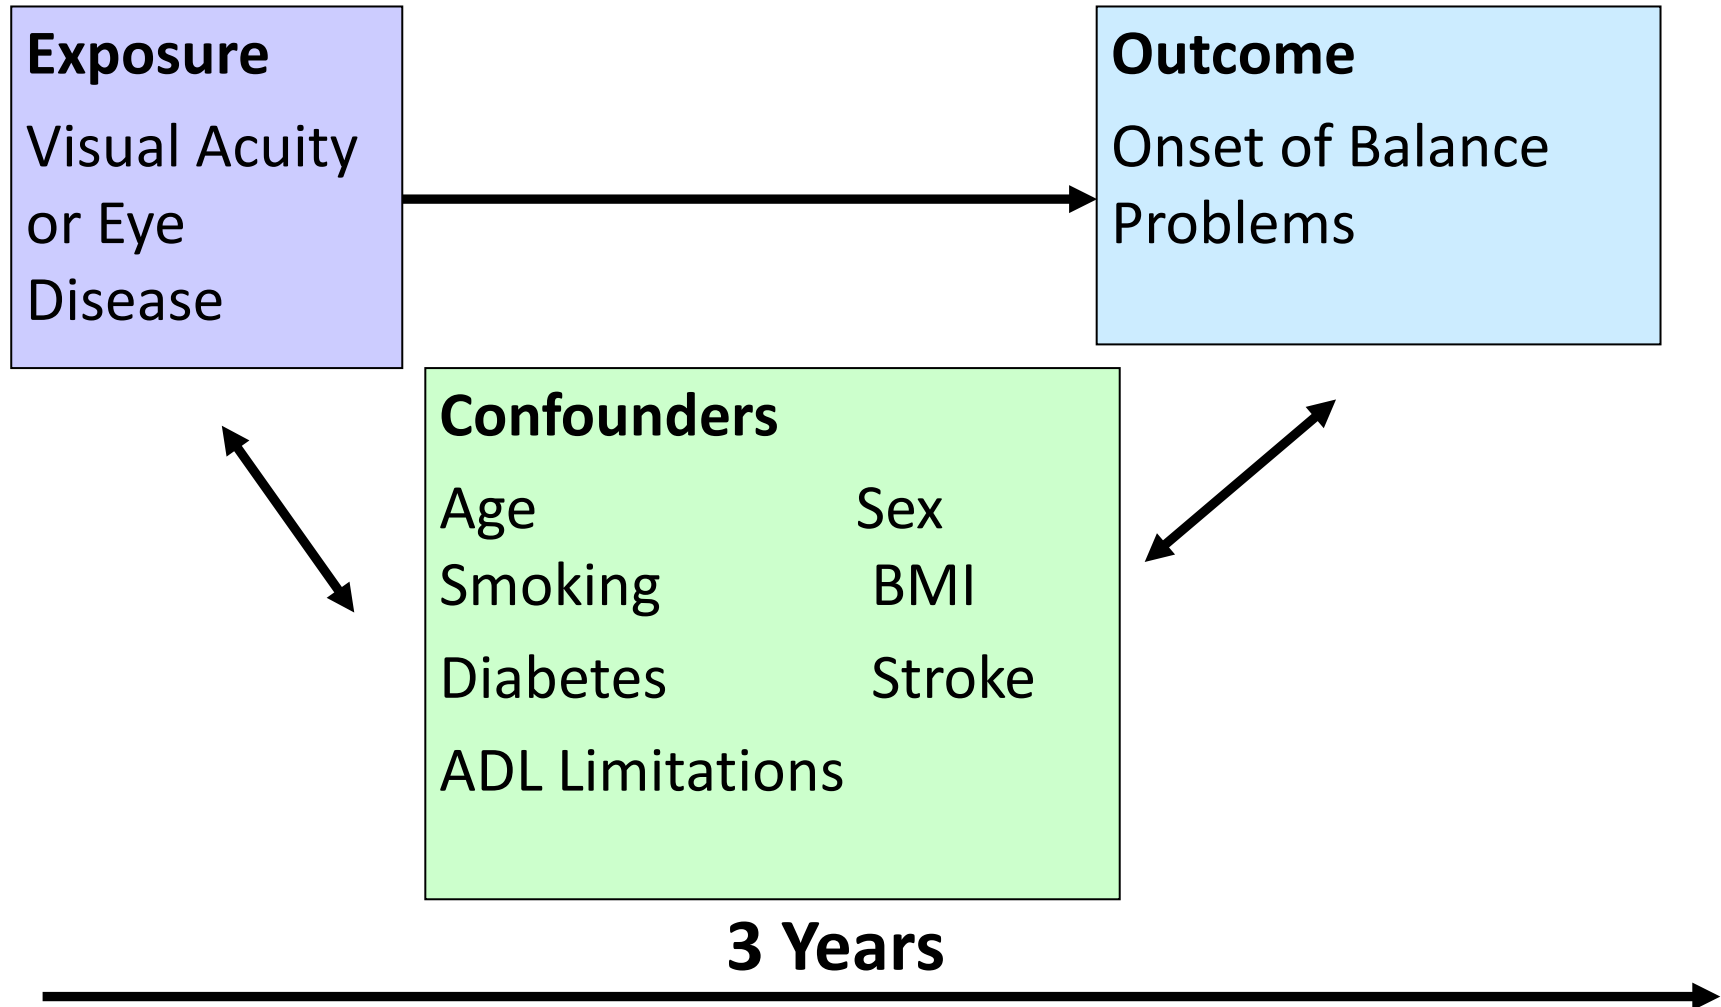 Exposure
Visual Acuity
or Eye
Disease
Outcome
Onset of Balance
Problems
Confounders
Age Sex
Smoking BMI
Diabetes Stroke
ADL Limitations
3 Years